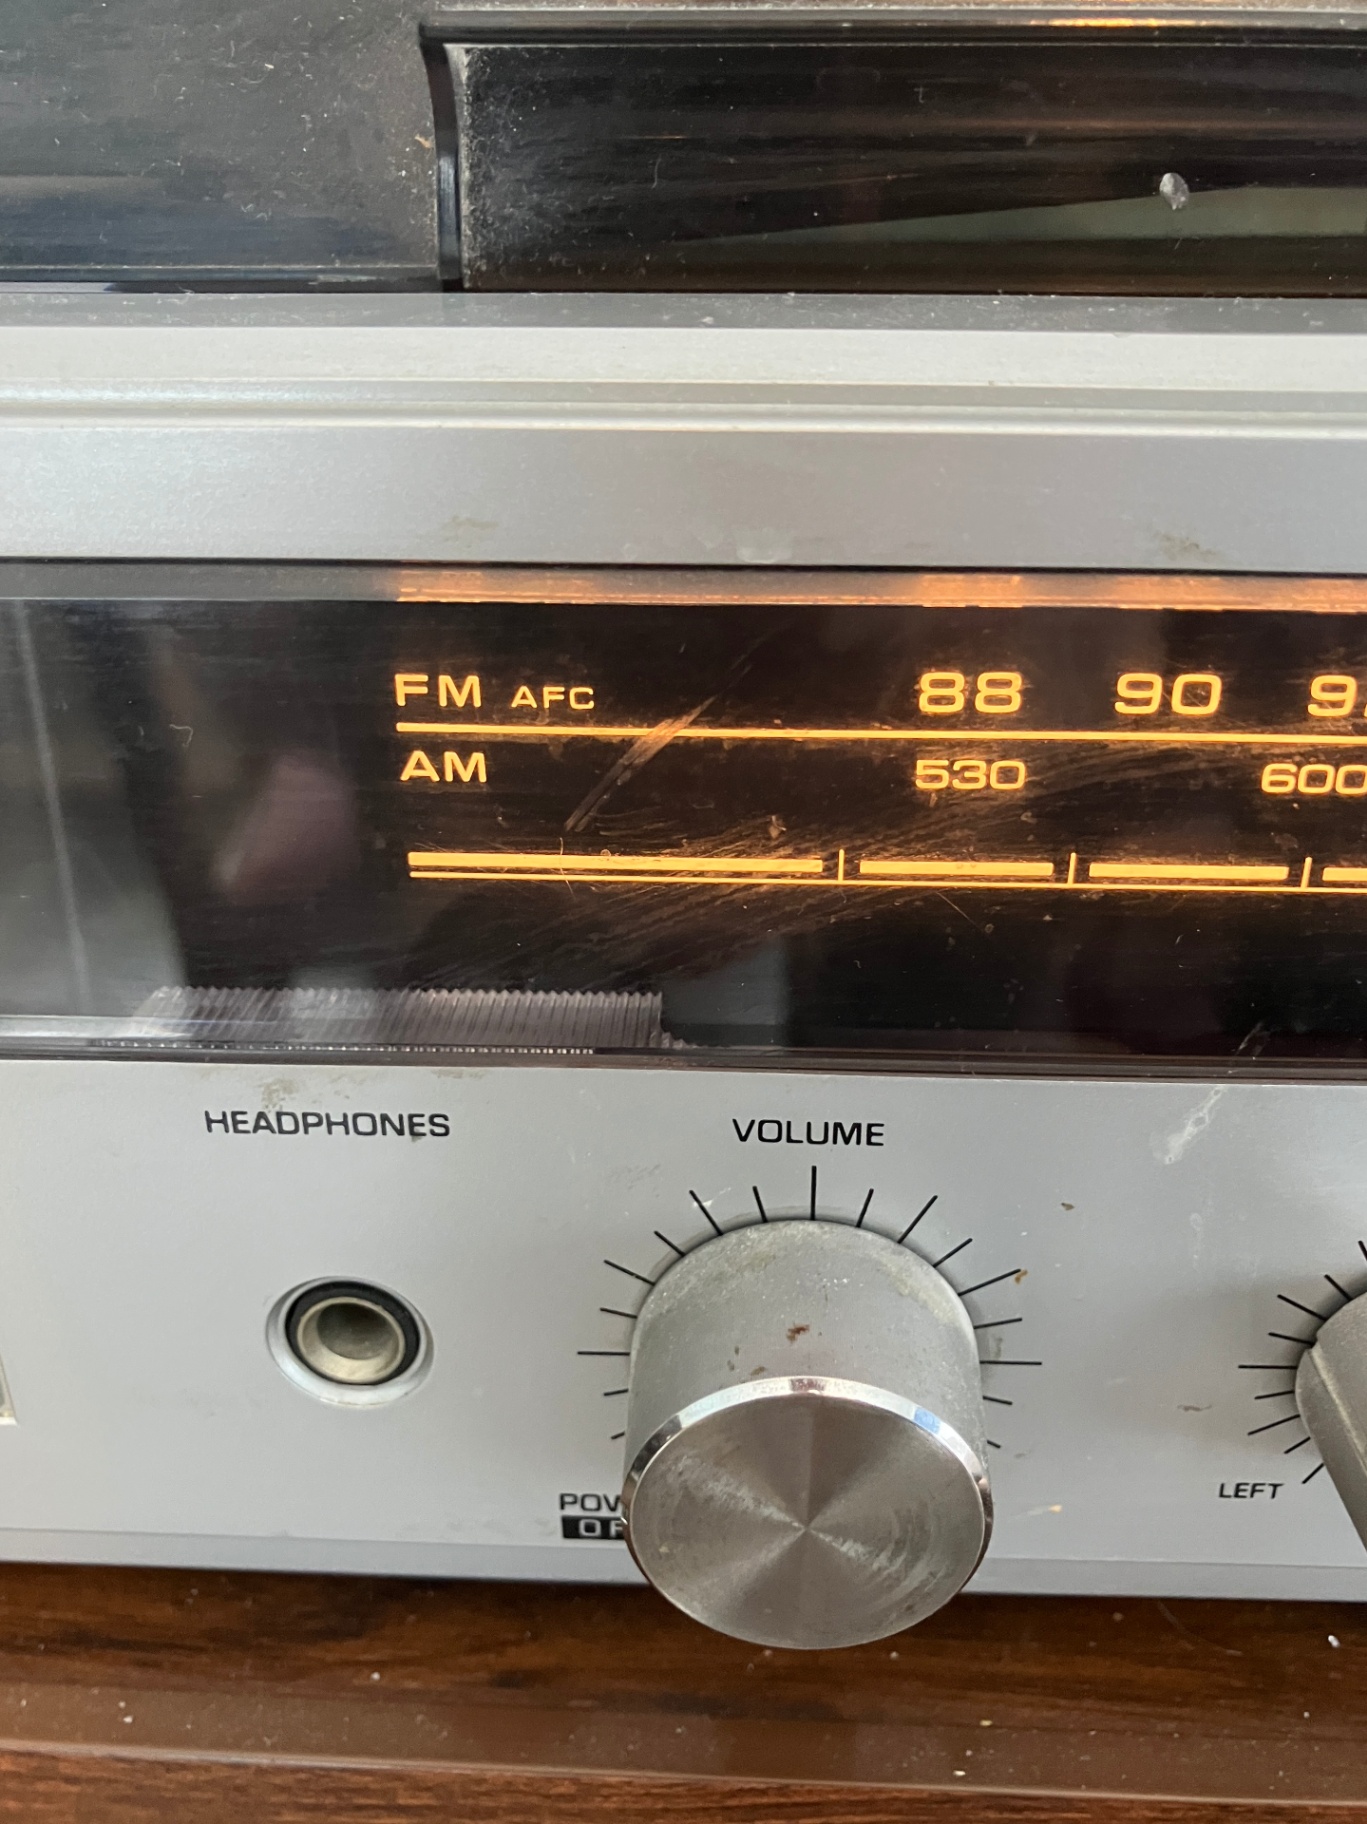 FM AFC 88 90
AM 530 600
HEADPHONES
VOLUME
LEFT